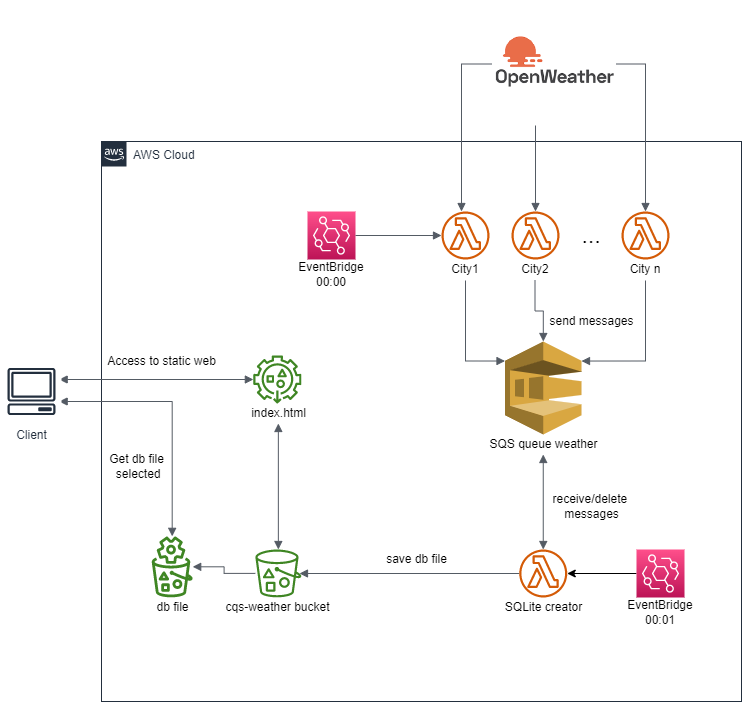 OpenWeather
aws
AWS Cloud
EventBridge
00:00
City1
City2
...
City n
send messages
Access to static web
index.html
Client
SQS queue weather
Get db file
selected
receive/delete
messages
save db file
db file
cqs-weather bucket
SQLite creator
EventBridge
00:01